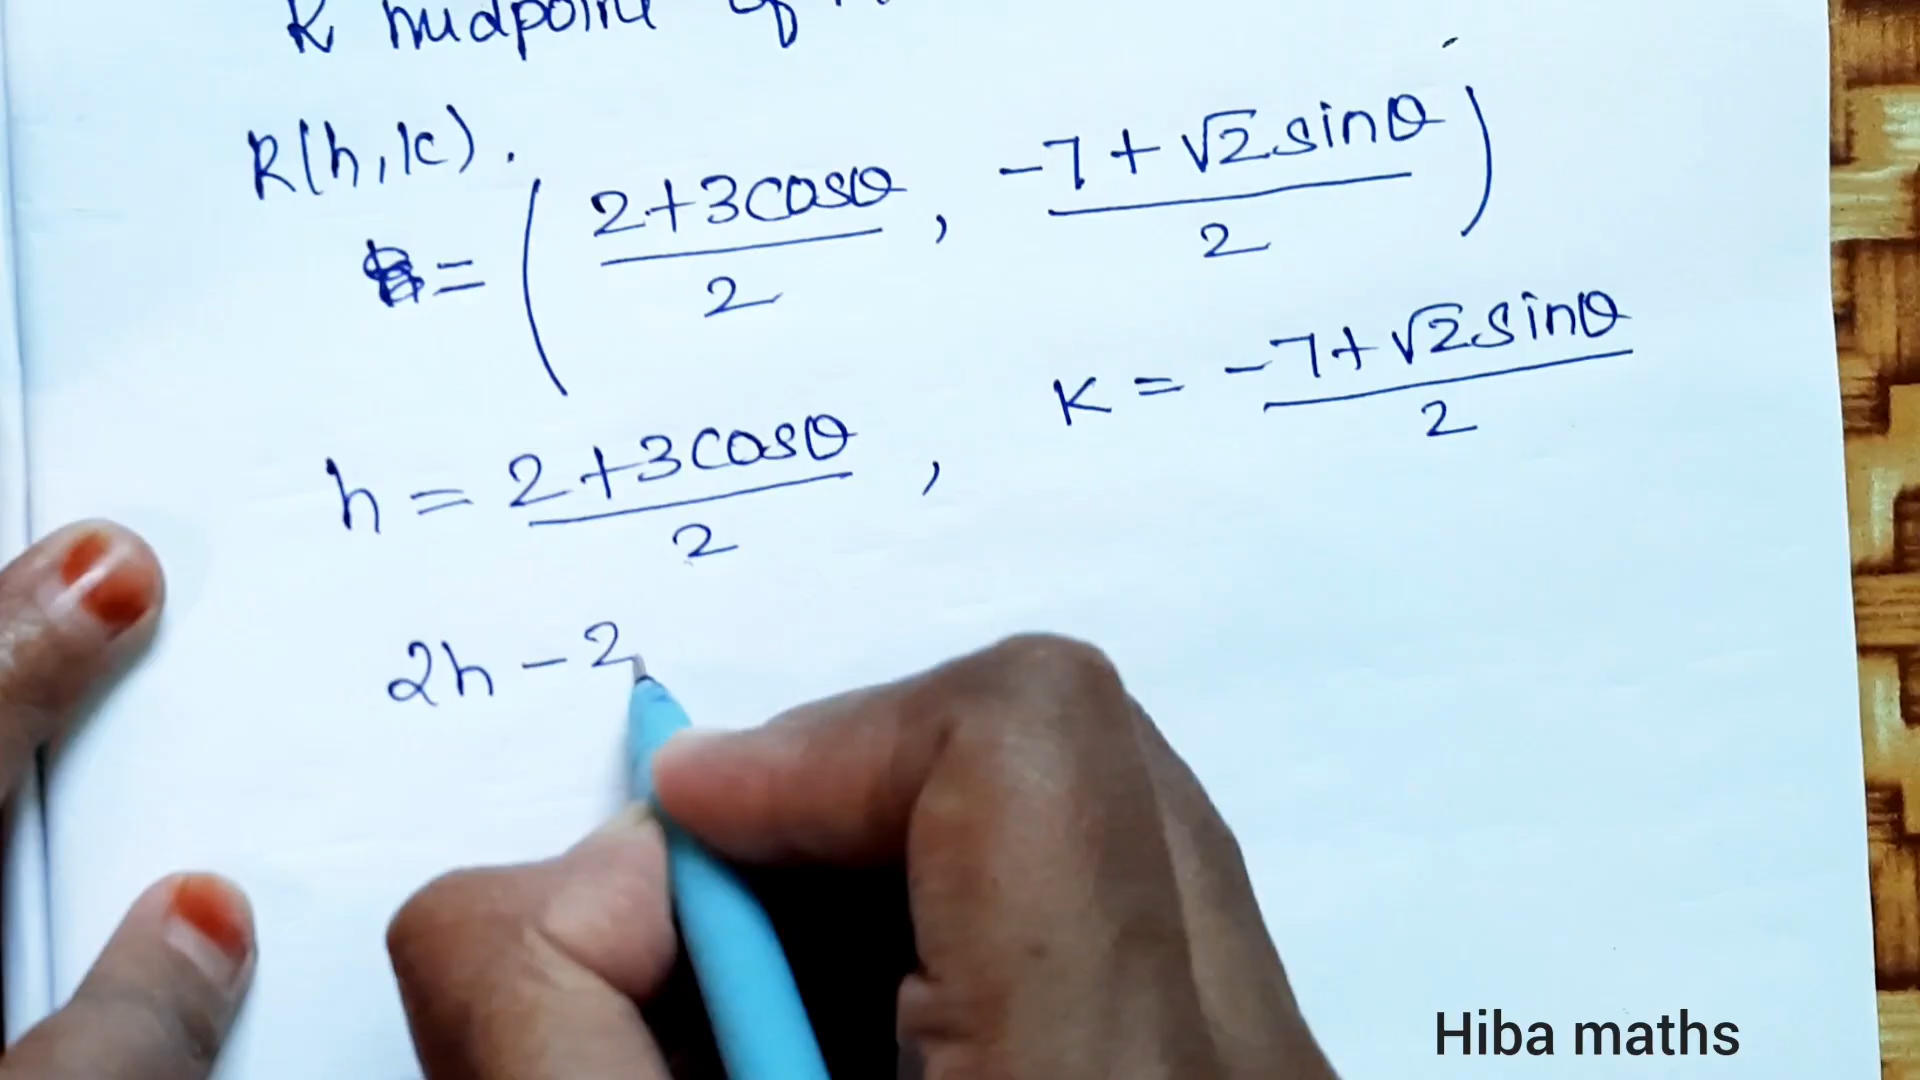 R midpoint of
R(h,k).
= ( 2+3cosθ / 2 , -7+√2 sinθ / 2 )
h = 2+3cosθ / 2 , K = -7+√2 sinθ / 2
2h - 2
Hiba maths